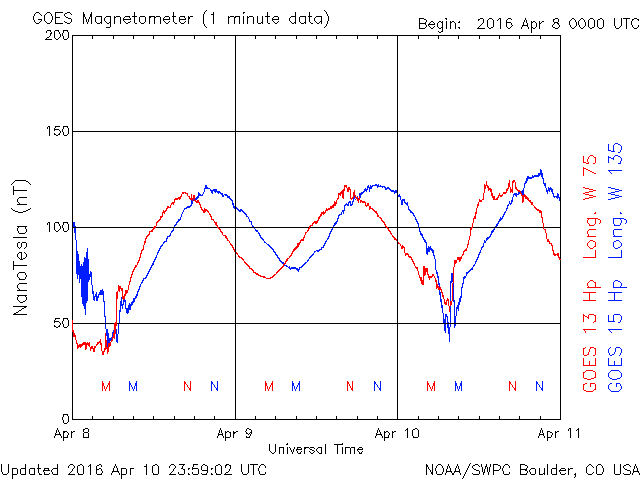 GOES Magnetometer (1 minute data)
Begin: 2016 Apr 8 0000 UTC
200
150
100
50
0
NanoTesla (nT)
M M N N M M N N M M N N
Apr 8 Apr 9 Apr 10 Apr 11
Universal Time
GOES 13 Hp Long. W 75
GOES 15 Hp Long. W 135
Updated 2016 Apr 10 23:59:02 UTC
NOAA/SWPC Boulder, CO USA